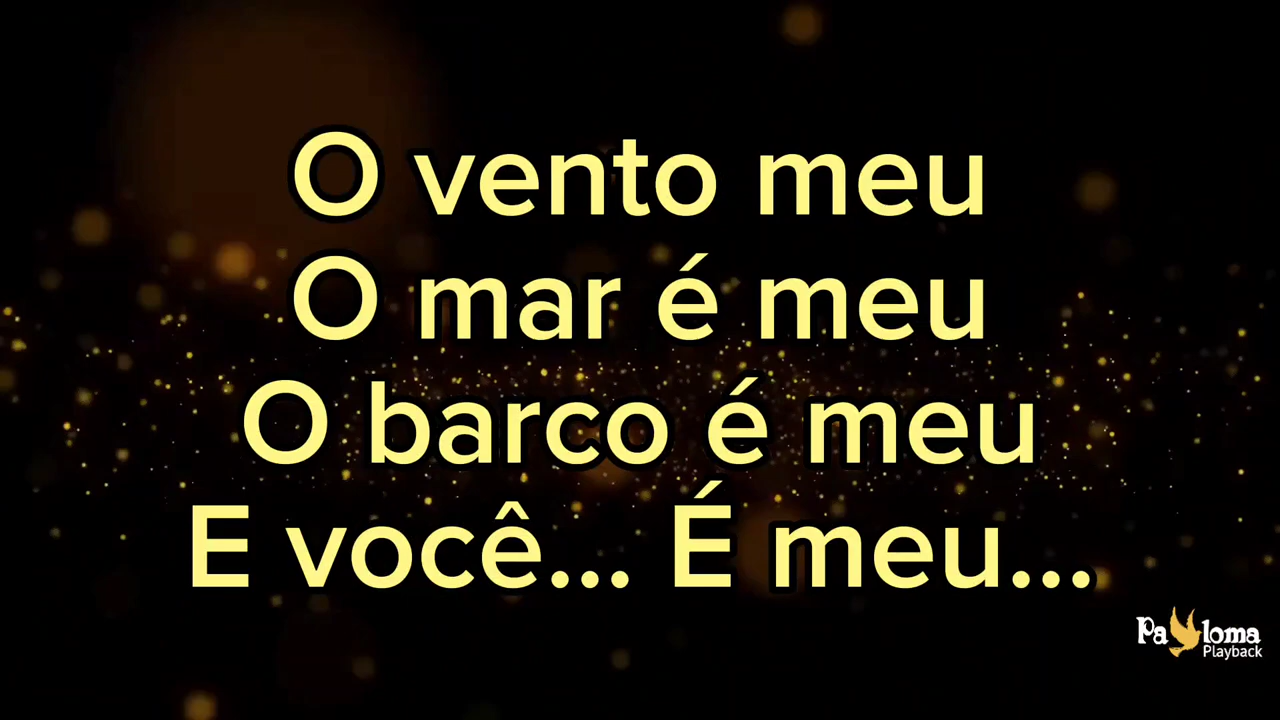 O vento meu
O mar é meu
O barco é meu
E você... É meu...
Paloma
Playback